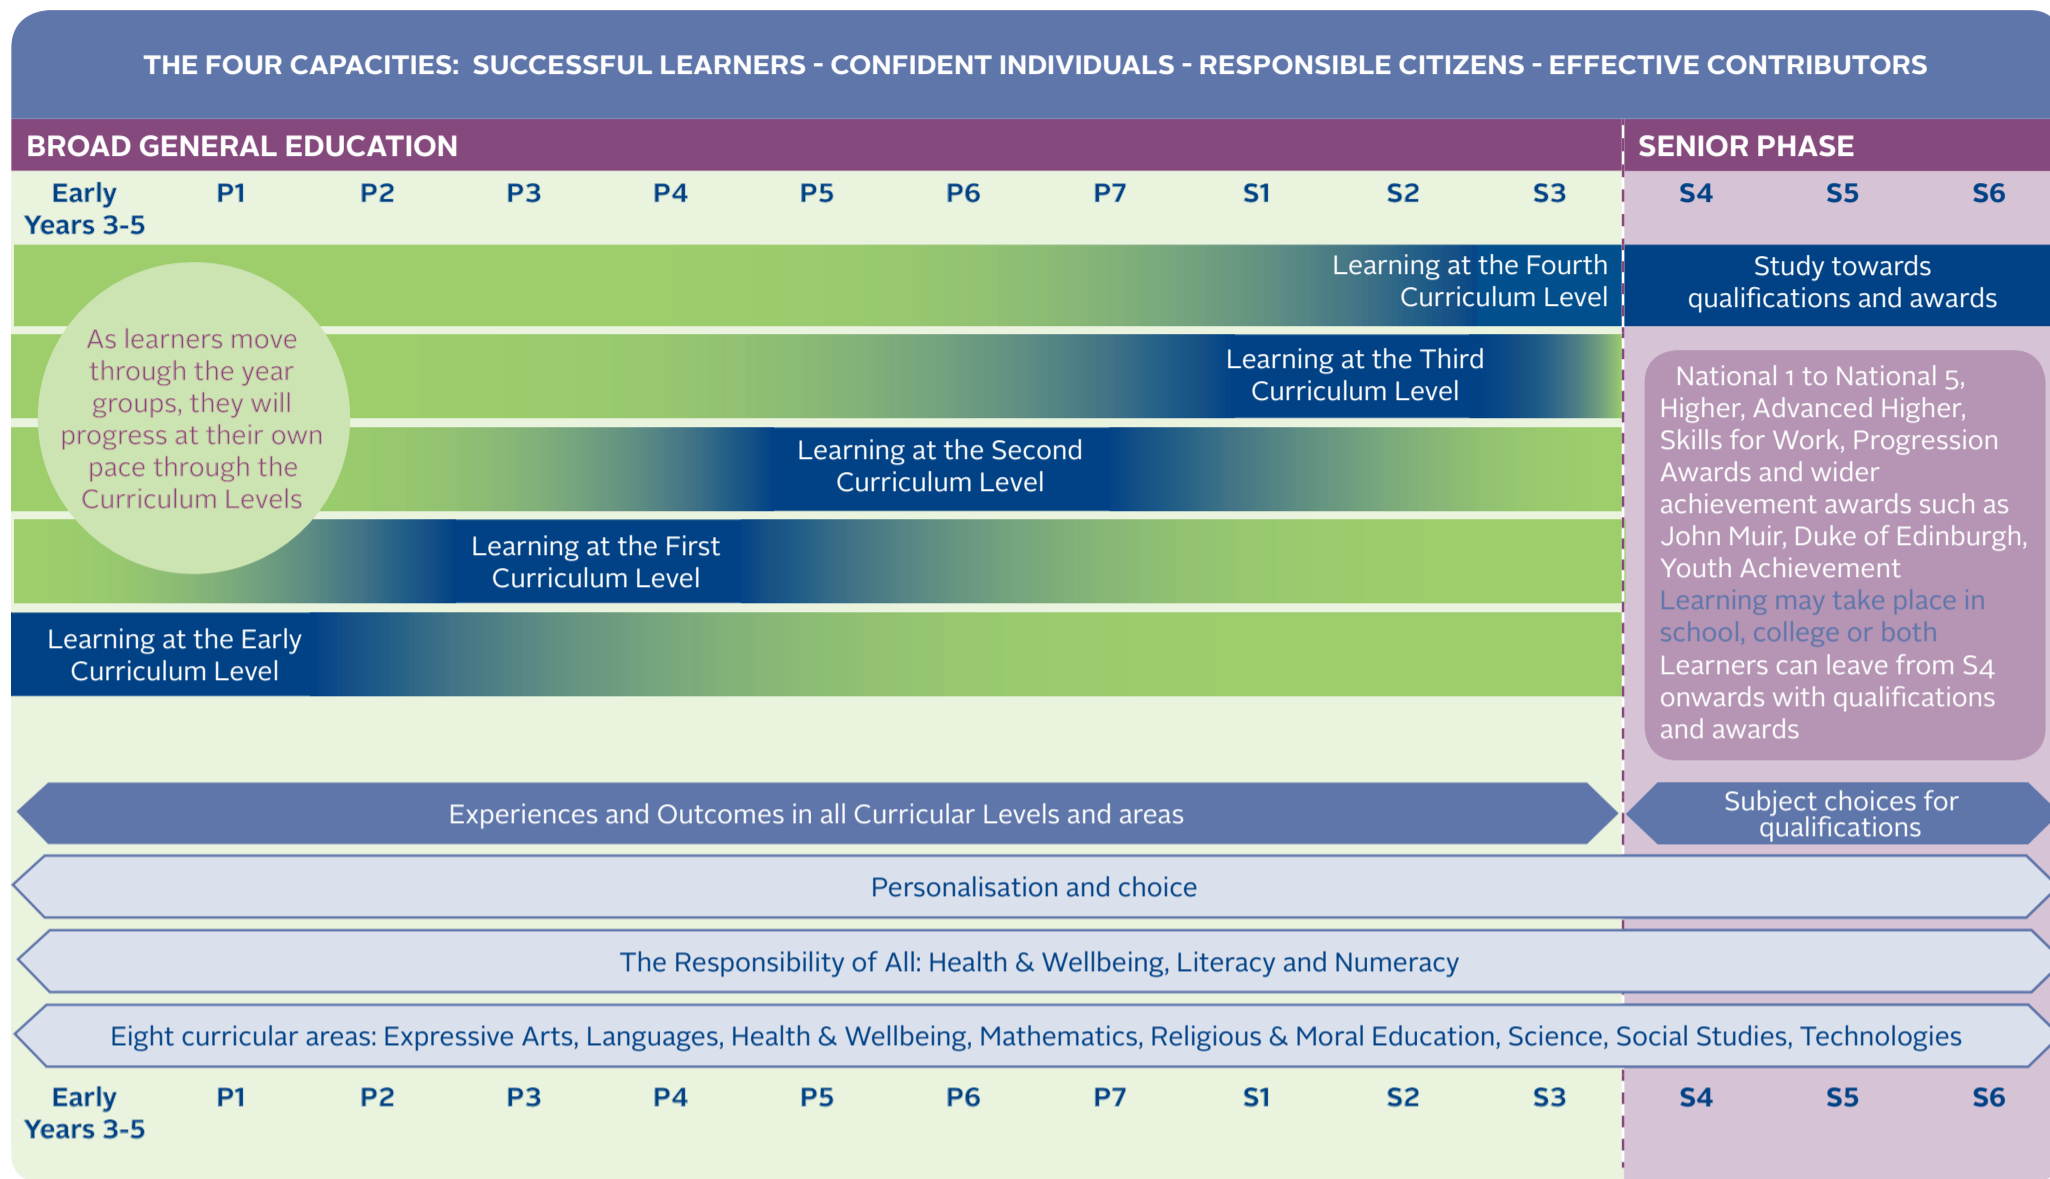 THE FOUR CAPACITIES: SUCCESSFUL LEARNERS - CONFIDENT INDIVIDUALS - RESPONSIBLE CITIZENS - EFFECTIVE CONTRIBUTORS
BROAD GENERAL EDUCATION
SENIOR PHASE
Early Years 3-5 P1 P2 P3 P4 P5 P6 P7 S1 S2 S3 S4 S5 S6
As learners move
through the year
groups, they will
progress at their own
pace through the
Curriculum Levels
Learning at the Fourth
Curriculum Level
Learning at the Third
Curriculum Level
Learning at the Second
Curriculum Level
Learning at the First
Curriculum Level
Learning at the Early
Curriculum Level
Study towards
qualifications and awards
National 1 to National 5,
Higher, Advanced Higher,
Skills for Work, Progression
Awards and wider
achievement awards such as
John Muir, Duke of Edinburgh,
Youth Achievement
Learning may take place in
school, college or both
Learners can leave from S4
onwards with qualifications
and awards
Experiences and Outcomes in all Curricular Levels and areas
Subject choices for
qualifications
Personalisation and choice
The Responsibility of All: Health & Wellbeing, Literacy and Numeracy
Eight curricular areas: Expressive Arts, Languages, Health & Wellbeing, Mathematics, Religious & Moral Education, Science, Social Studies, Technologies
Early Years 3-5 P1 P2 P3 P4 P5 P6 P7 S1 S2 S3 S4 S5 S6